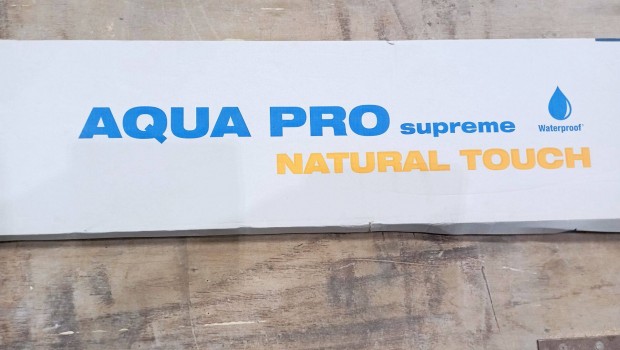 AQUA PRO supreme
Waterproof
NATURAL TOUCH